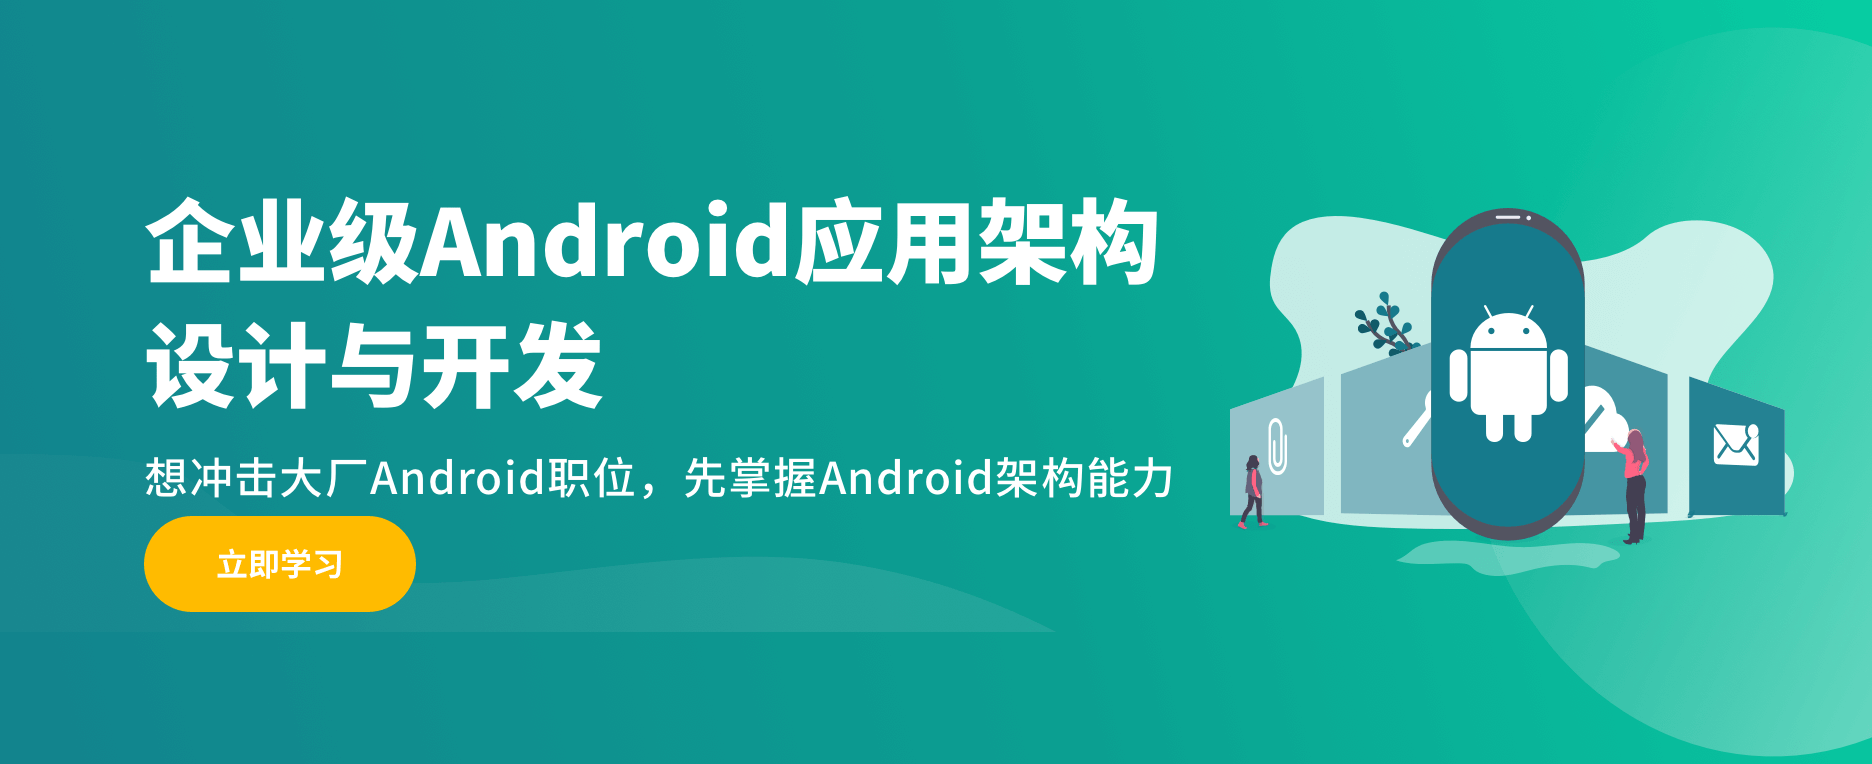 企业级Android应用架构
设计与开发
想冲击大厂Android职位，先掌握Android架构能力
立即学习